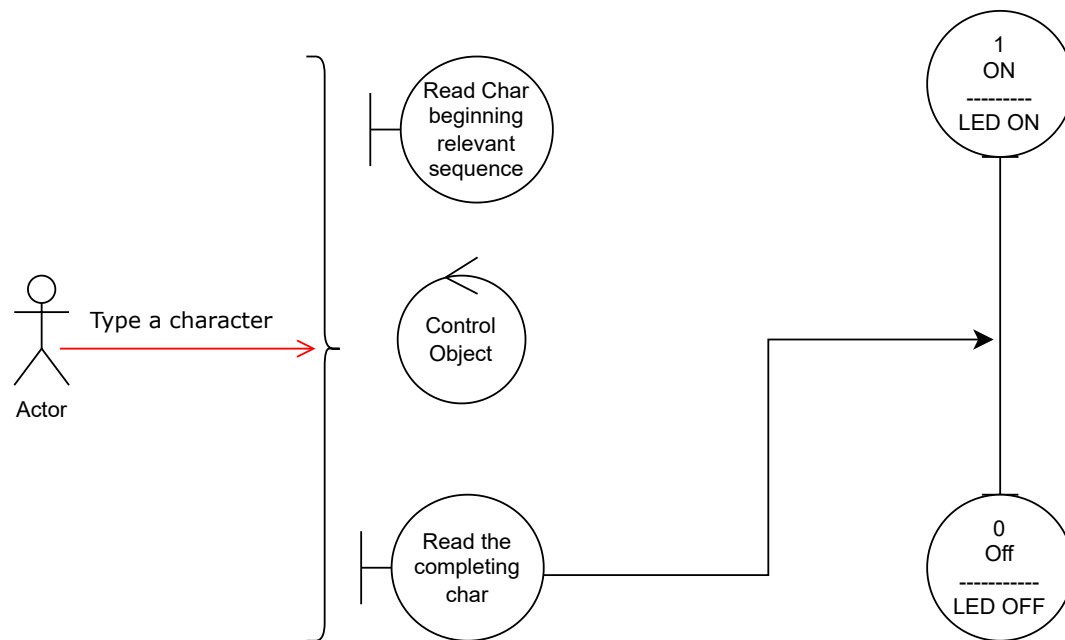 Type a character
Actor
Read Char
beginning
relevant
sequence
Control
Object
Read the
completing
char
1
ON
---------
LED ON
0
Off
-----------
LED OFF